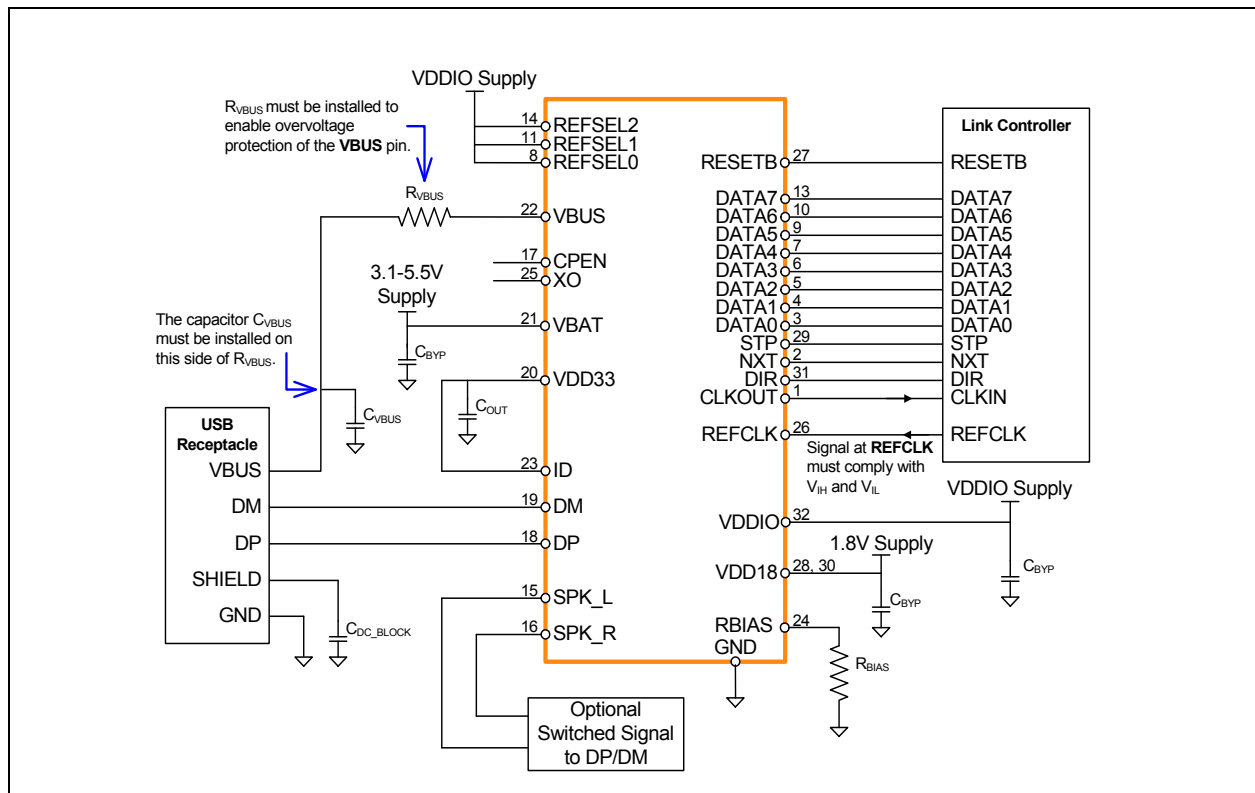 VDDIO Supply
RVBUS must be installed to
enable overvoltage
protection of the VBUS pin.
RVBUS
14
REFSEL2
11
REFSEL1
8
REFSEL0
22
VBUS
17
CPEN
25
XO
3.1-5.5V
Supply
21
VBAT
CBYP
The capacitor CVBUS
must be installed on
this side of RVBUS.
CVBUS
20
VDD33
COUT
23
ID
19
DM
18
DP
15
SPK_L
16
SPK_R
USB
Receptacle
VBUS
DM
DP
SHIELD
GND
CDC_BLOCK
Optional
Switched Signal
to DP/DM
RESETB
27
DATA7
13
DATA6
10
DATA5
9
DATA4
7
DATA3
6
DATA2
5
DATA1
4
DATA0
3
STP
29
NXT
2
DIR
31
CLKOUT
1
REFCLK
26
Signal at REFCLK
must comply with
VIH and VIL
Link Controller
RESETB
DATA7
DATA6
DATA5
DATA4
DATA3
DATA2
DATA1
DATA0
STP
NXT
DIR
CLKIN
REFCLK
VDDIO Supply
VDDIO
32
CBYP
1.8V Supply
VDD18
28, 30
CBYP
RBIAS
24
RBIAS
GND